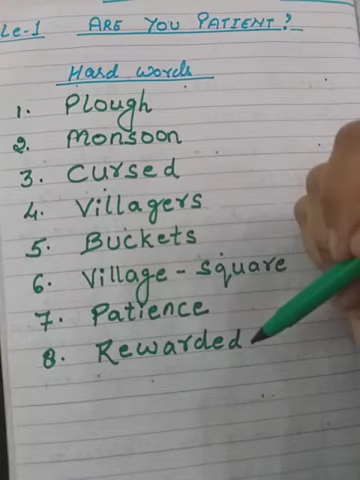 Le-1 ARE YOU PATIENT?
Hard words
1. Plough
2. Monsoon
3. Cursed
4. Villagers
5. Buckets
6. Village-square
7. Patience
8. Rewarded